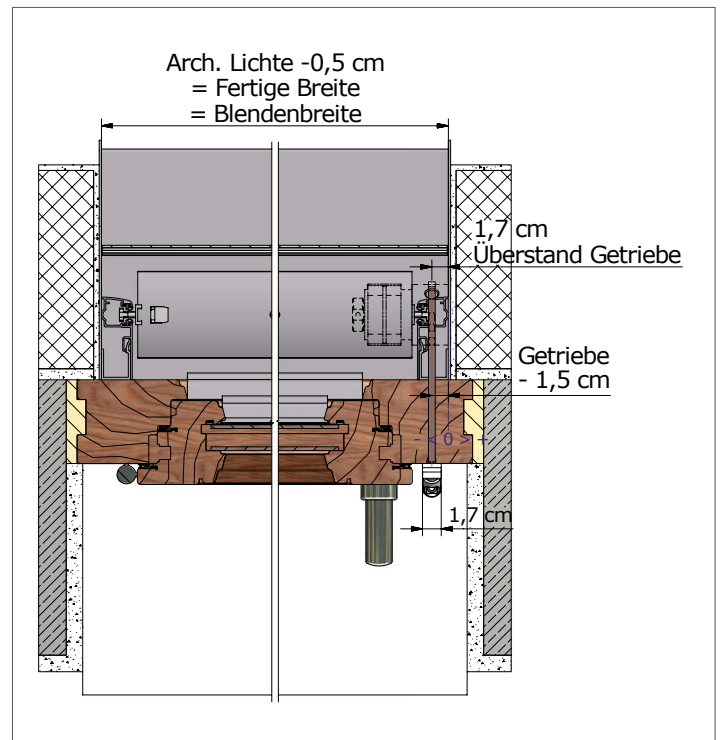 Arch. Lichte -0,5 cm
= Fertige Breite
= Blendenbreite
1,7 cm
Überstand Getriebe
Getriebe
- 1,5 cm
- < 0 > +
1,7 cm